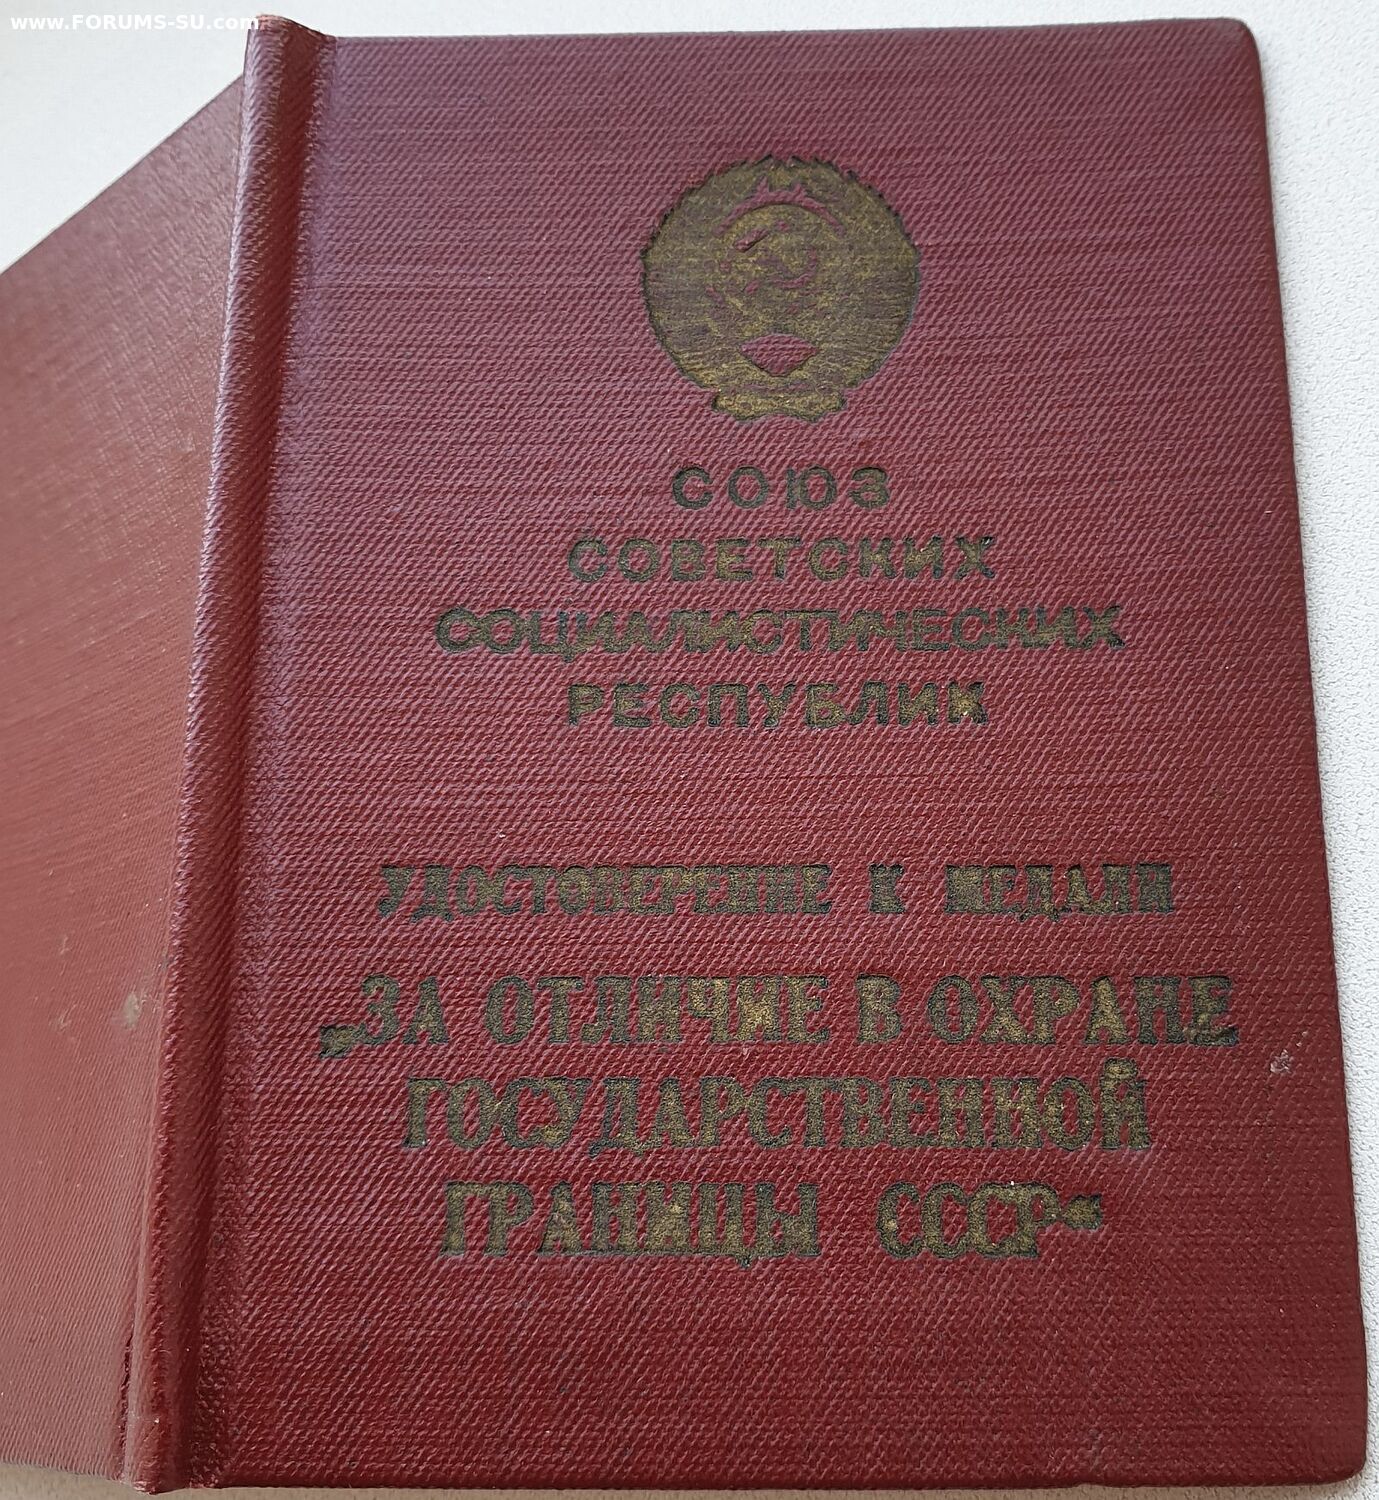 www.FORUMS-SU.com
СОЮЗ
СОВЕТСКИХ
СОЦИАЛИСТИЧЕСКИХ
РЕСПУБЛИК
УДОСТОВЕРЕНИЕ К МЕДАЛИ
„ЗА ОТЛИЧИЕ В ОХРАНЕ
ГОСУДАРСТВЕННОЙ
ГРАНИЦЫ СССР“